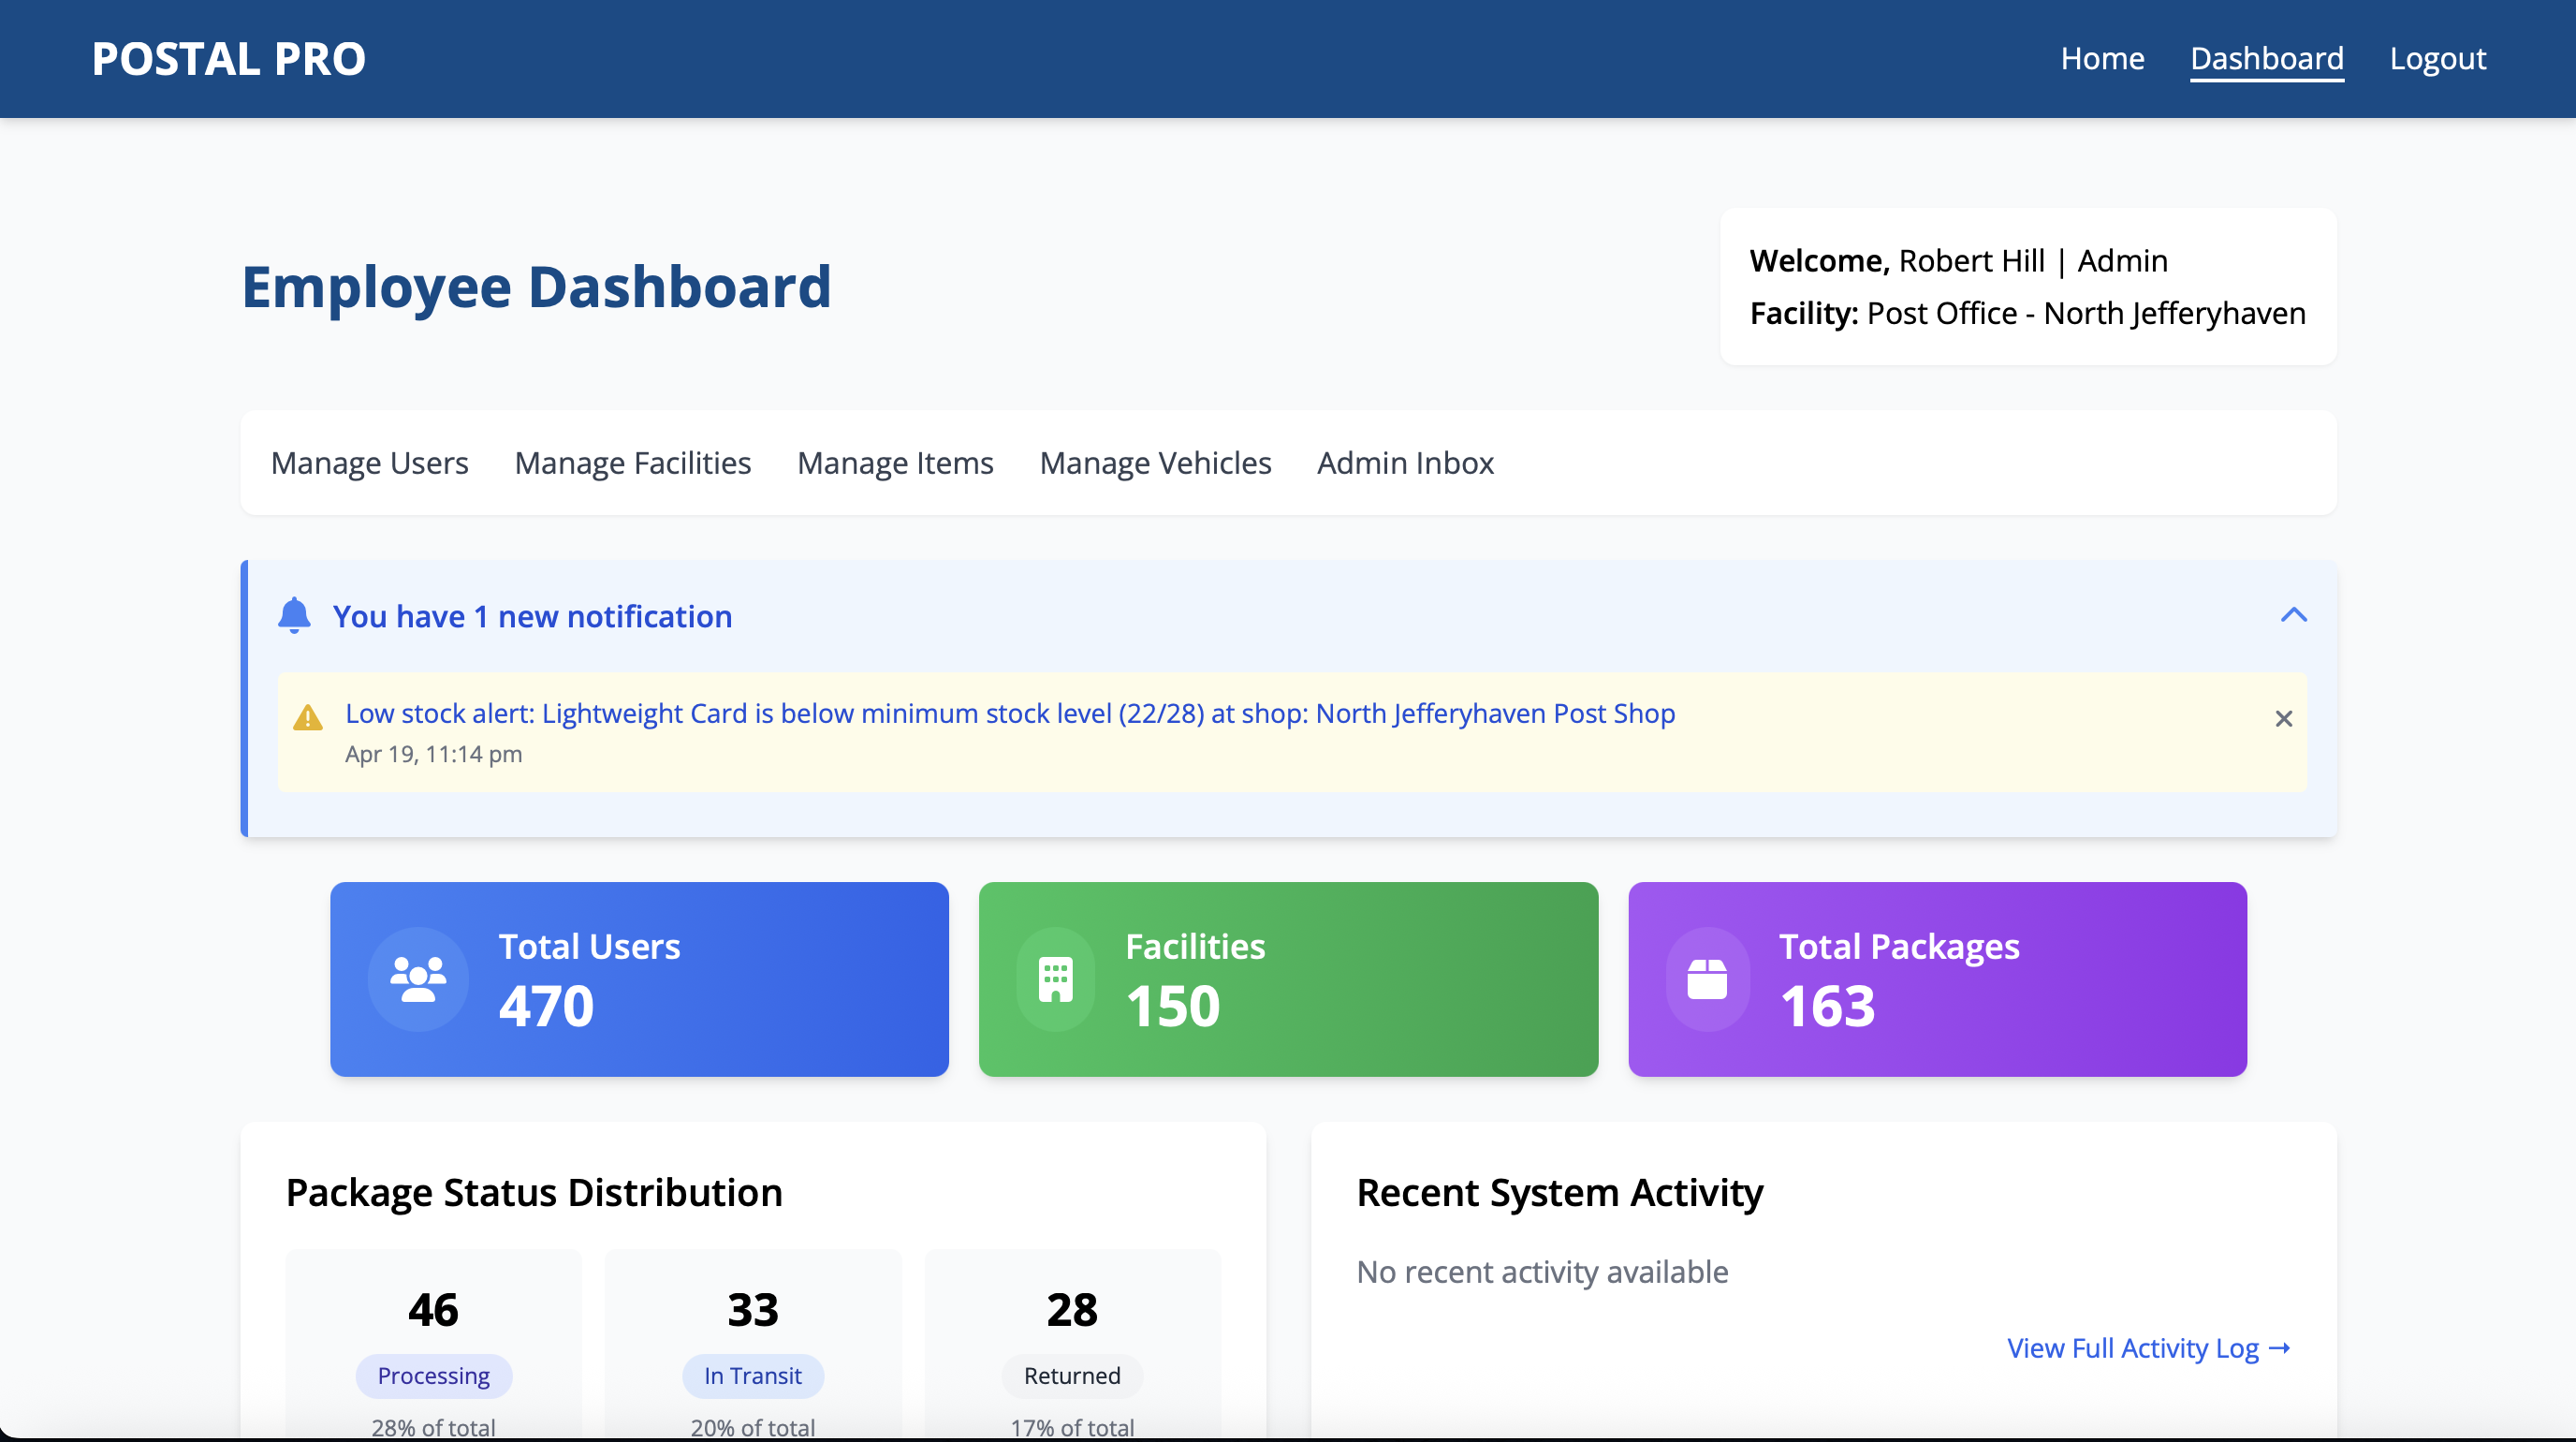 POSTAL PRO
Home
Dashboard
Logout
Employee Dashboard
Welcome, Robert Hill | Admin
Facility: Post Office - North Jefferyhaven
Manage Users
Manage Facilities
Manage Items
Manage Vehicles
Admin Inbox
You have 1 new notification
Low stock alert: Lightweight Card is below minimum stock level (22/28) at shop: North Jefferyhaven Post Shop
Apr 19, 11:14 pm
Total Users
470
Facilities
150
Total Packages
163
Package Status Distribution
46
Processing
28% of total
33
In Transit
20% of total
28
Returned
17% of total
Recent System Activity
No recent activity available
View Full Activity Log →